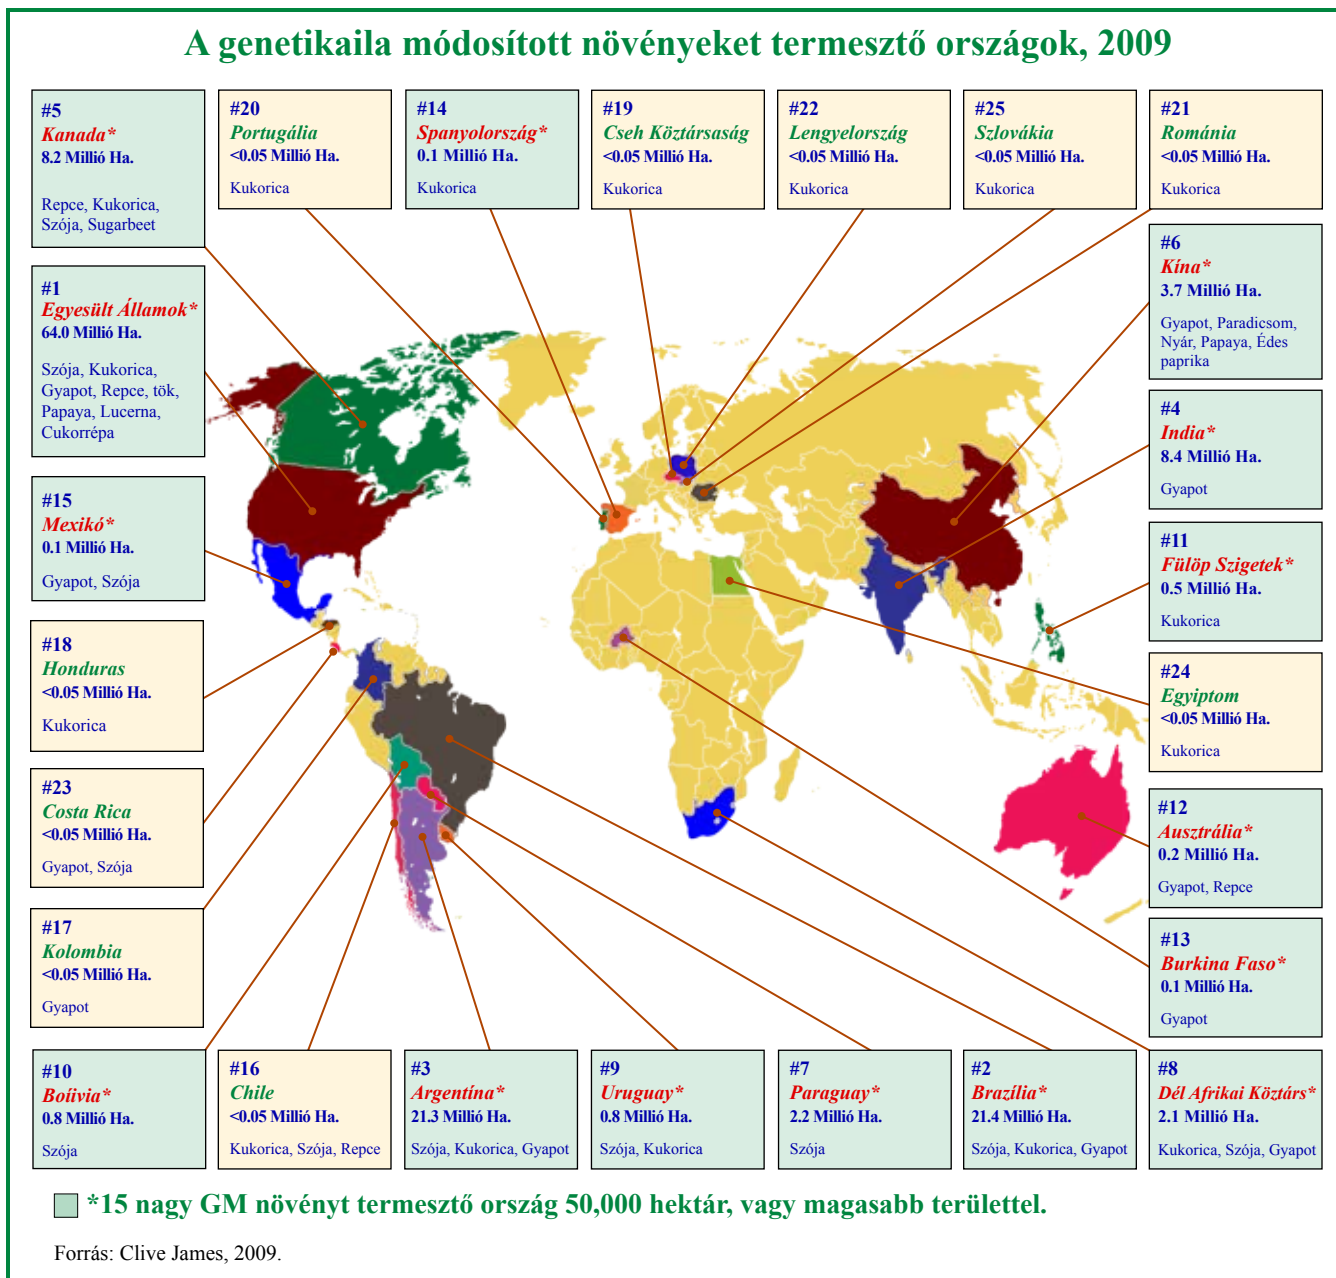 A genetikaila módosított növényeket termesztő országok, 2009
#5
Kanada*
8.2 Millió Ha.
Repce, Kukorica,
Szója, Sugarbeet
#20
Portugália
<0.05 Millió Ha.
Kukorica
#14
Spanyolország*
0.1 Millió Ha.
Kukorica
#19
Cseh Köztársaság
<0.05 Millió Ha.
Kukorica
#22
Lengyelország
<0.05 Millió Ha.
Kukorica
#25
Szlovákia
<0.05 Millió Ha.
Kukorica
#21
Románia
<0.05 Millió Ha.
Kukorica
#1
Egyesült Államok*
64.0 Millió Ha.
Szója, Kukorica,
Gyapot, Repce, tök,
Papaya, Lucerna,
Cukorrépa
#6
Kína*
3.7 Millió Ha.
Gyapot, Paradicsom,
Nyár, Papaya, Édes
paprika
#4
India*
8.4 Millió Ha.
Gyapot
#15
Mexikó*
0.1 Millió Ha.
Gyapot, Szója
#11
Fülöp Szigetek*
0.5 Millió Ha.
Kukorica
#18
Honduras
<0.05 Millió Ha.
Kukorica
#24
Egyiptom
<0.05 Millió Ha.
Kukorica
#23
Costa Rica
<0.05 Millió Ha.
Gyapot, Szója
#12
Ausztrália*
0.2 Millió Ha.
Gyapot, Repce
#17
Kolombia
<0.05 Millió Ha.
Gyapot
#13
Burkina Faso*
0.1 Millió Ha.
Gyapot
#10
Boíivia*
0.8 Millió Ha.
Szója
#16
Chile
<0.05 Millió Ha.
Kukorica, Szója, Repce
#3
Argentína*
21.3 Millió Ha.
Szója, Kukorica, Gyapot
#9
Uruguay*
0.8 Millió Ha.
Szója, Kukorica
#7
Paraguay*
2.2 Millió Ha.
Szója
#2
Brazília*
21.4 Millió Ha.
Szója, Kukorica, Gyapot
#8
Dél Afrikai Köztárs*
2.1 Millió Ha.
Kukorica, Szója, Gyapot
*15 nagy GM növényt termesztő ország 50,000 hektár, vagy magasabb területtel.
Forrás: Clive James, 2009.